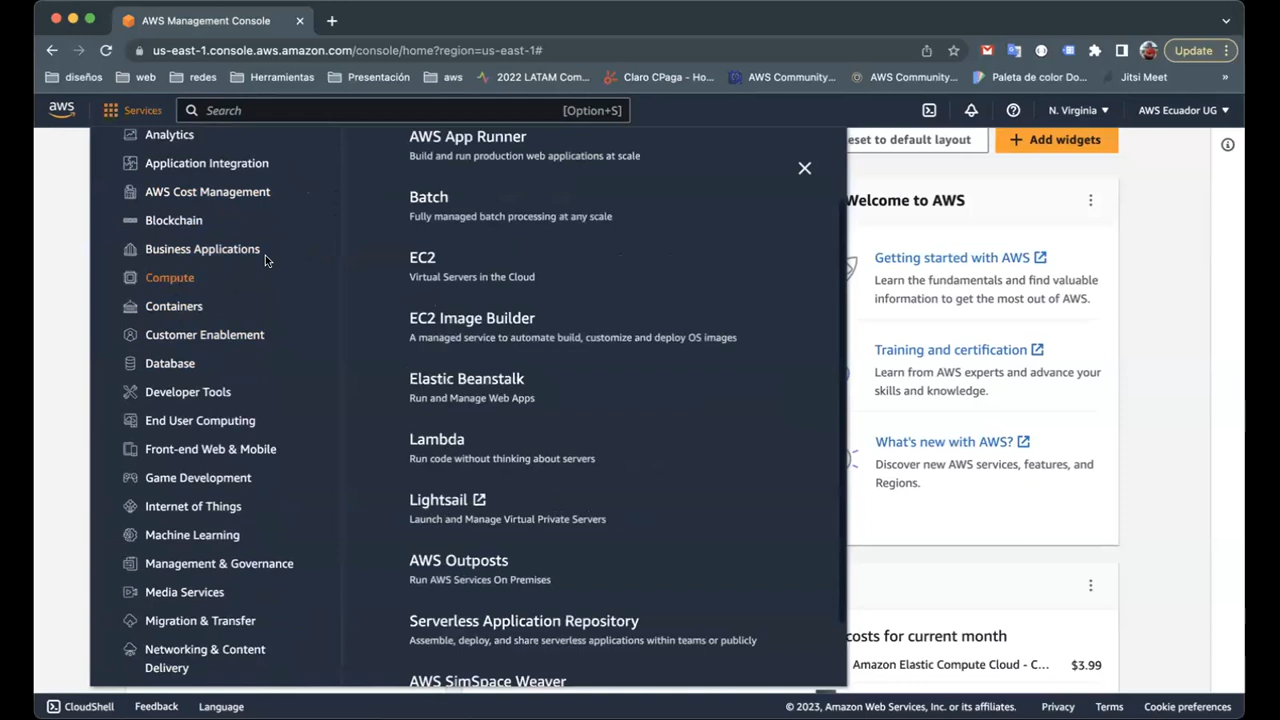 AWS Management Console
us-east-1.console.aws.amazon.com/console/home?region=us-east-1#
Update
diseños
web
redes
Herramientas
Presentación
aws
2022 LATAM Com...
Claro CPaga - Ho...
AWS Community...
AWS Community...
Paleta de color Do...
Jitsi Meet
»
aws
Services
Search
[Option+S]
N. Virginia
AWS Ecuador UG
Analytics
Application Integration
AWS Cost Management
Blockchain
Business Applications
Compute
Containers
Customer Enablement
Database
Developer Tools
End User Computing
Front-end Web & Mobile
Game Development
Internet of Things
Machine Learning
Management & Governance
Media Services
Migration & Transfer
Networking & Content
Delivery
AWS App Runner
Build and run production web applications at scale
Batch
Fully managed batch processing at any scale
EC2
Virtual Servers in the Cloud
EC2 Image Builder
A managed service to automate build, customize and deploy OS images
Elastic Beanstalk
Run and Manage Web Apps
Lambda
Run code without thinking about servers
Lightsail
Launch and Manage Virtual Private Servers
AWS Outposts
Run AWS Services On Premises
Serverless Application Repository
Assemble, deploy, and share serverless applications within teams or publicly
AWS SimSpace Weaver
eset to default layout
+ Add widgets
Welcome to AWS
Getting started with AWS
Learn the fundamentals and find valuable
information to get the most out of AWS.
Training and certification
Learn from AWS experts and advance your
skills and knowledge.
What's new with AWS?
Discover new AWS services, features, and
Regions.
costs for current month
Amazon Elastic Compute Cloud - C...
$3.99
CloudShell
Feedback
Language
© 2023, Amazon Web Services, Inc. or its affiliates.
Privacy
Terms
Cookie preferences